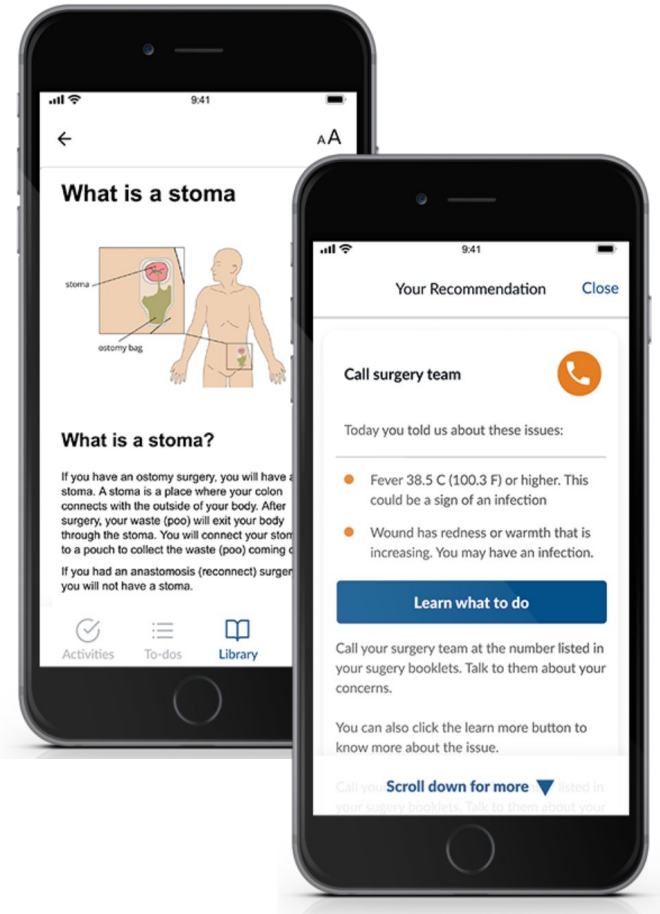 9:41
AA
What is a stoma
stoma
ostomy bag
What is a stoma?
If you have an ostomy surgery, you will have a
stoma. A stoma is a place where your colon
connects with the outside of your body. After
surgery, your waste (poo) will exit your body
through the stoma. You will connect your
to a pouch to collect the waste (poo) coming
If you had an anastomosis (reconnect)
you will not have a stoma.
Activities
To-dos
Library
9:41
Your Recommendation
Close
Call surgery team
Today you told us about these issues:
Fever 38.5 C (100.3 F) or higher. This
could be a sign of an infection
Wound has redness or warmth that is
increasing. You may have an infection.
Learn what to do
Call your surgery team at the number listed in
your sugery booklets. Talk to them about your
concerns.
You can also click the learn more button to
know more about the issue.
Scroll down for more
Call listed in
your sugery booklets. Talk to them about your